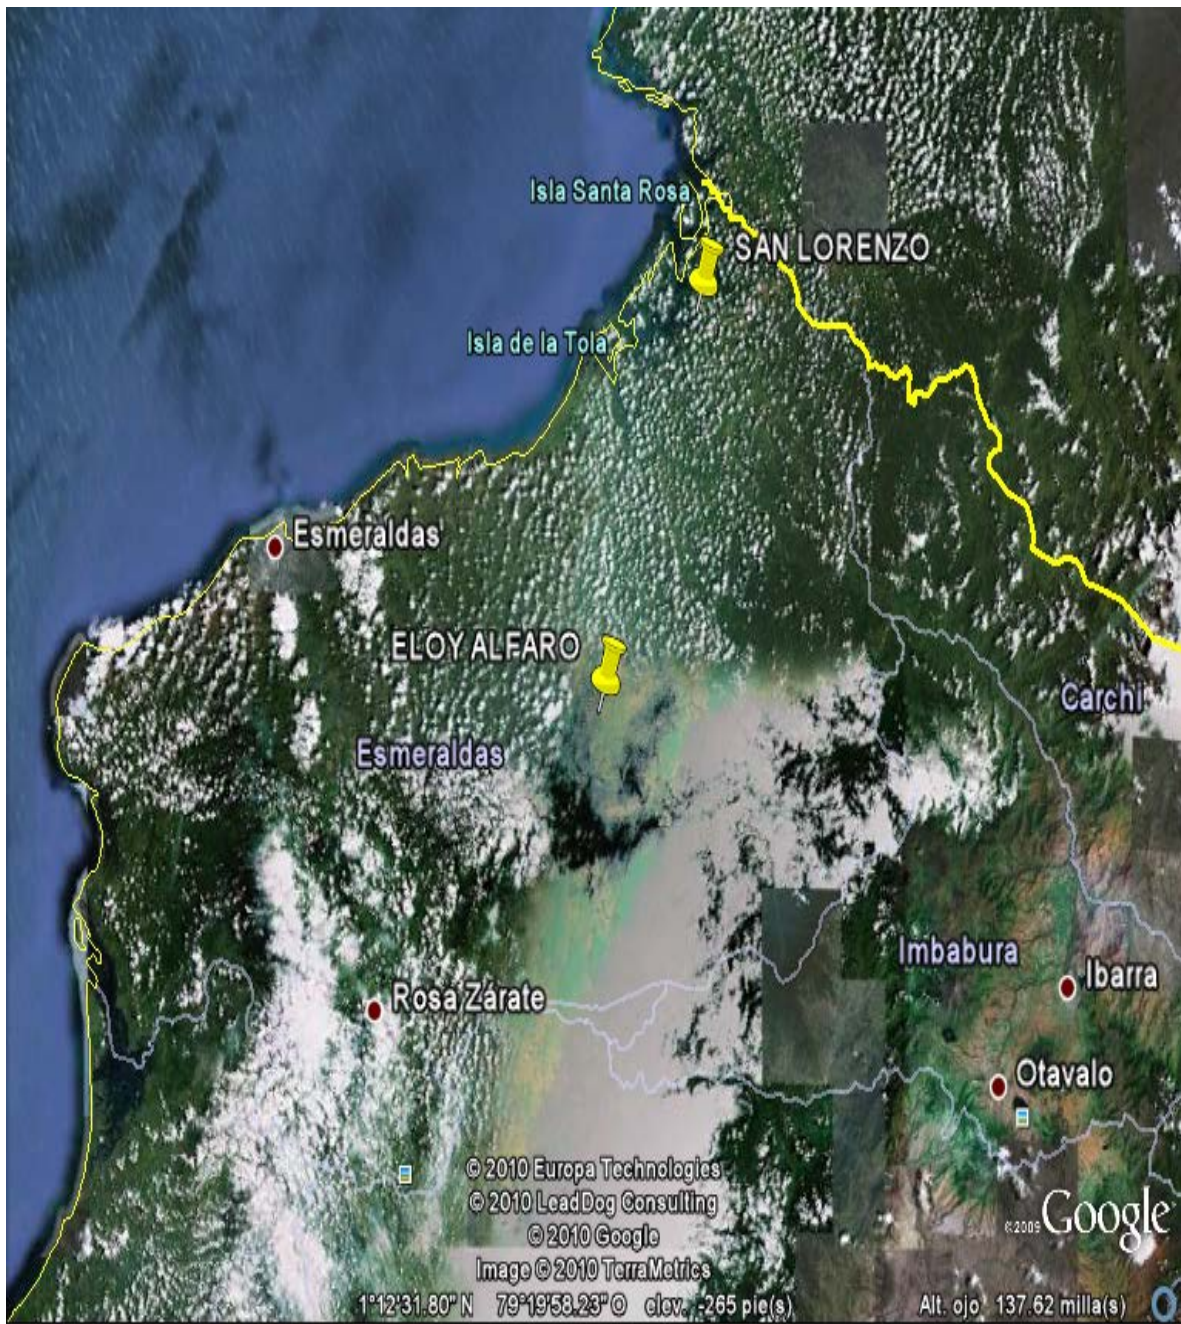 Isla Santa Rosa
SAN LORENZO
Isla de la Tola
Esmeraldas
ELOY ALFARO
Carchi
Esmeraldas
Imbabura
Ibarra
Rosa Zárate
Otavalo
© 2010 Europa Technologies
© 2010 LeadDog Consulting
© 2010 Google
Image © 2010 TerraMetrics
©2009 Google
1°12'31.80" N 79°19'58.23" O elev. -265 pie(s) Alt. ojo 137.62 milla(s)